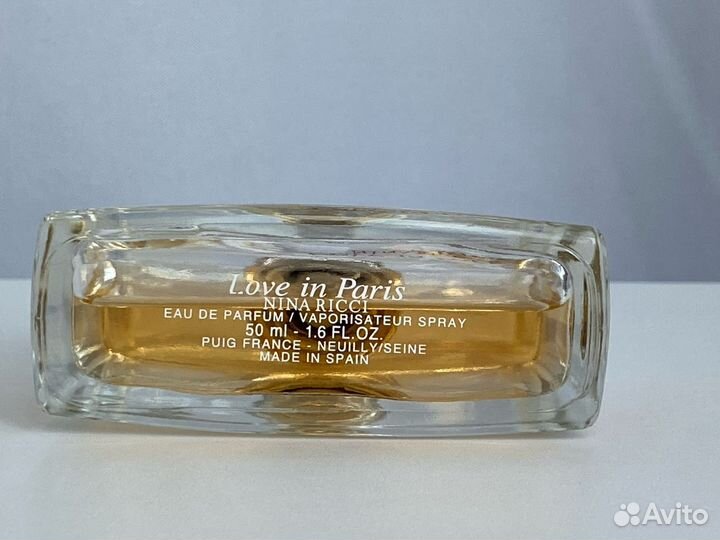 Love in Paris
NINA RICCI
EAU DE PARFUM / VAPORISATEUR SPRAY
50 ml - 1.6 FL.OZ.
PUIG FRANCE - NEUILLY/SEINE
MADE IN SPAIN
Avito